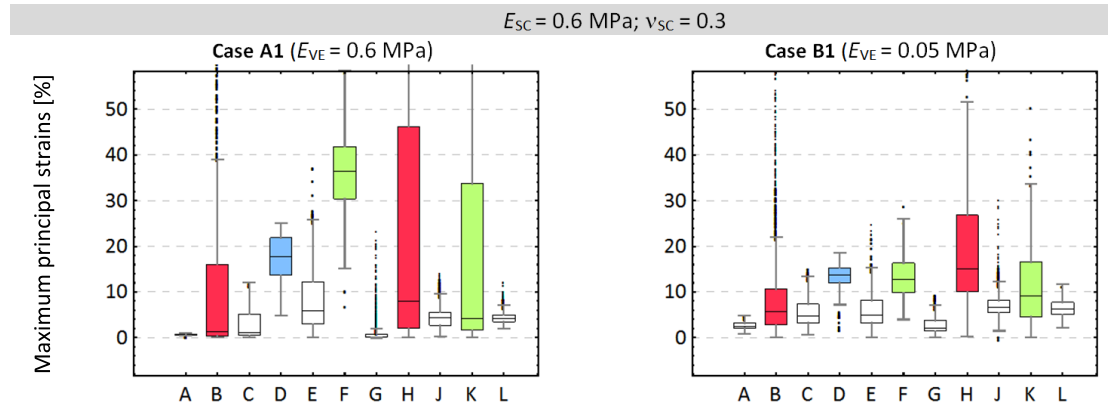 E_SC = 0.6 MPa; ν_SC = 0.3
Case A1 (E_VE = 0.6 MPa)
Case B1 (E_VE = 0.05 MPa)
Maximum principal strains [%]
50
40
30
20
10
0
A B C D E F G H J K L
50
40
30
20
10
0
A B C D E F G H J K L